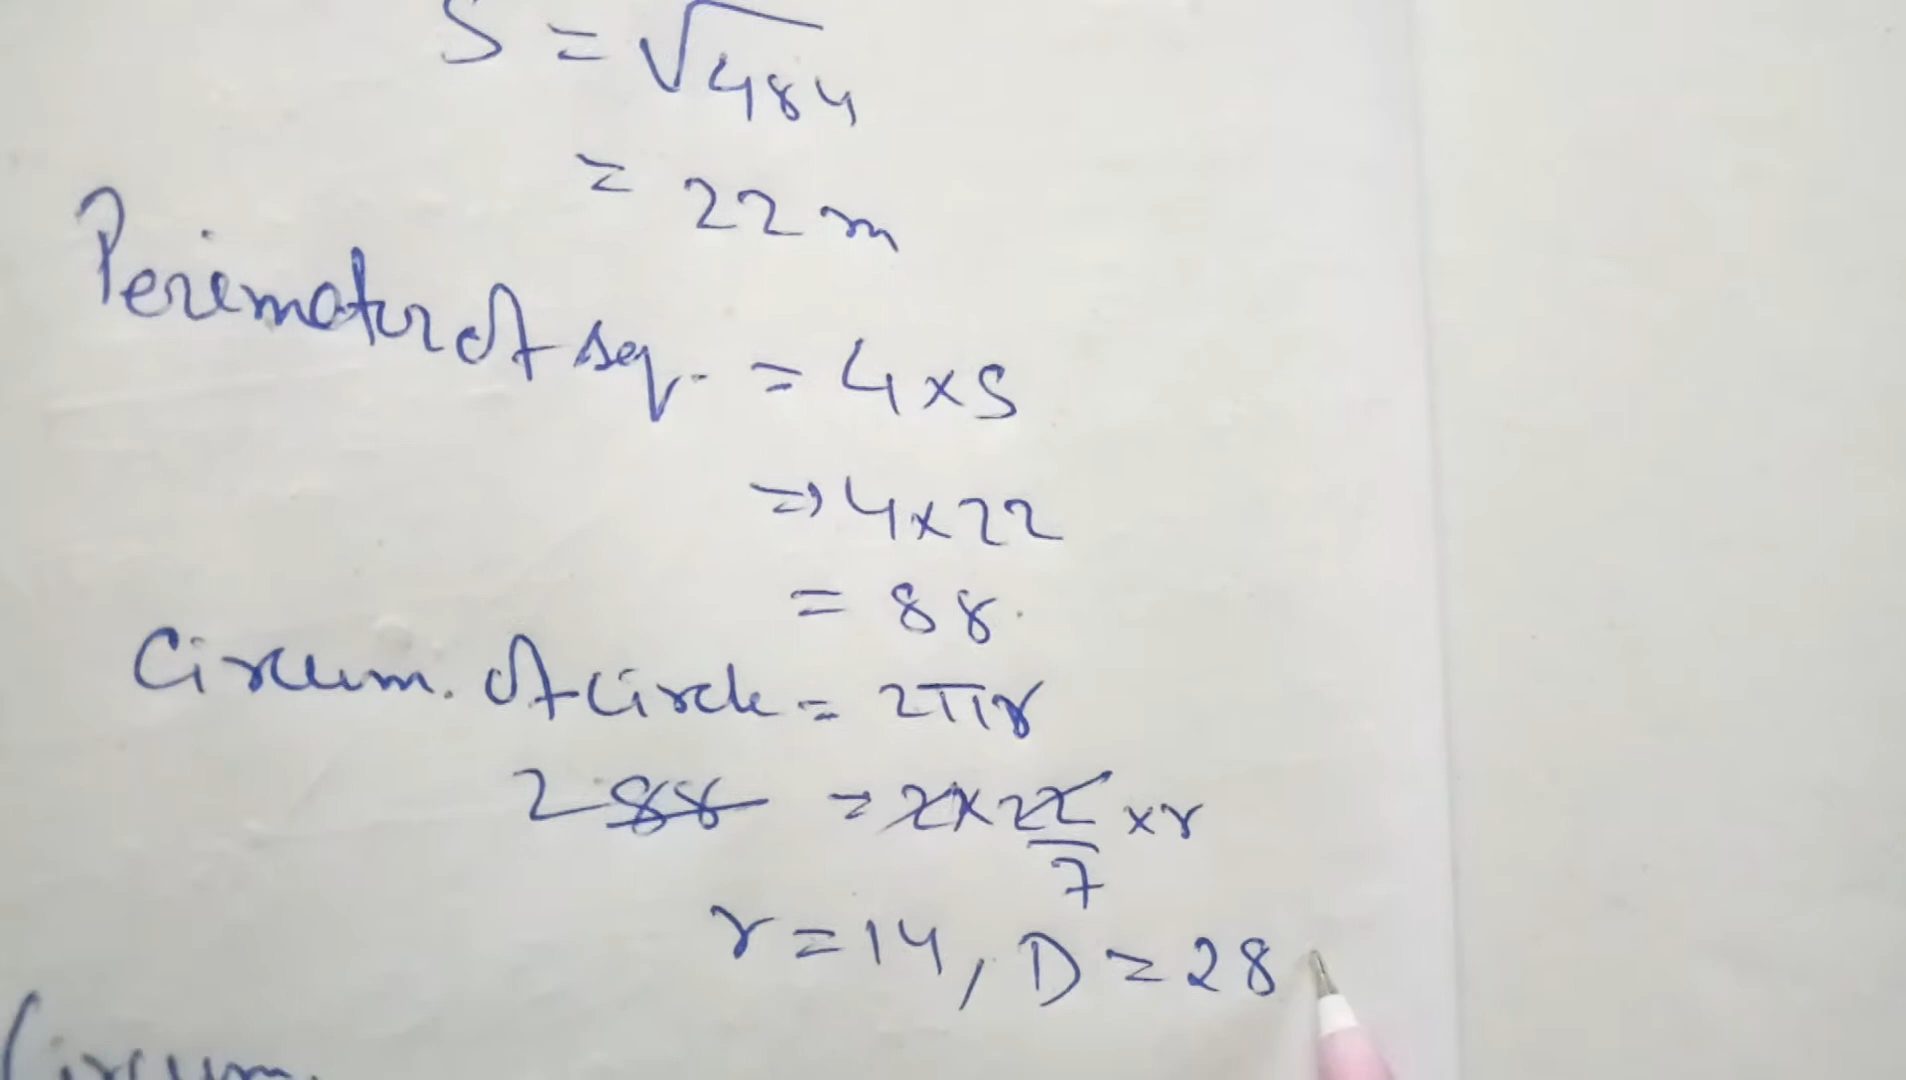 S = √484
= 22 m
Perimeter of sq. = 4×S
⇒ 4×22
= 88.
Circum. of circle = 2πr
2 88 = 2×22/7 ×r
r = 14, D = 28
Circum.